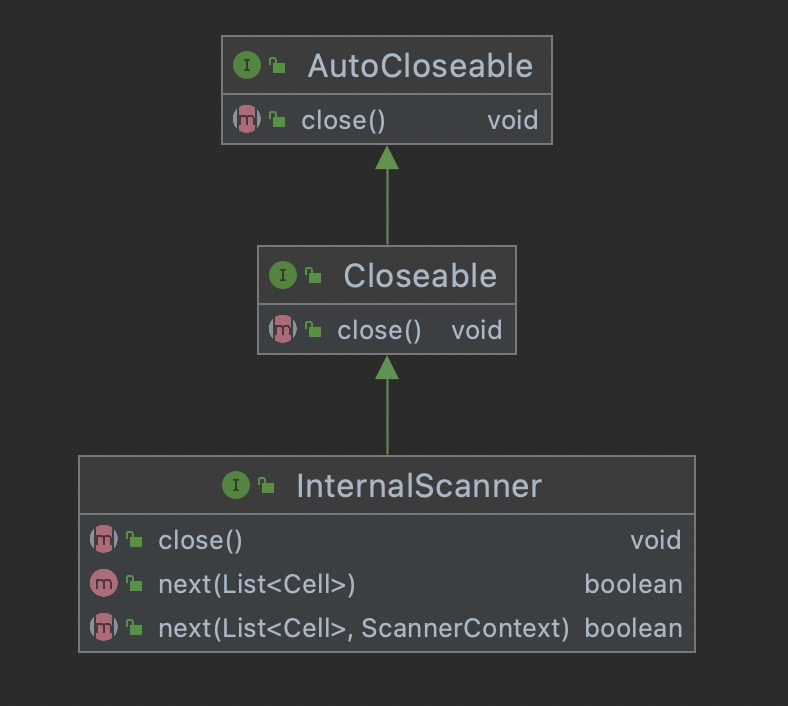 I AutoCloseable
m close() void
I Closeable
m close() void
I InternalScanner
m close() void
m next(List<Cell>) boolean
m next(List<Cell>, ScannerContext) boolean